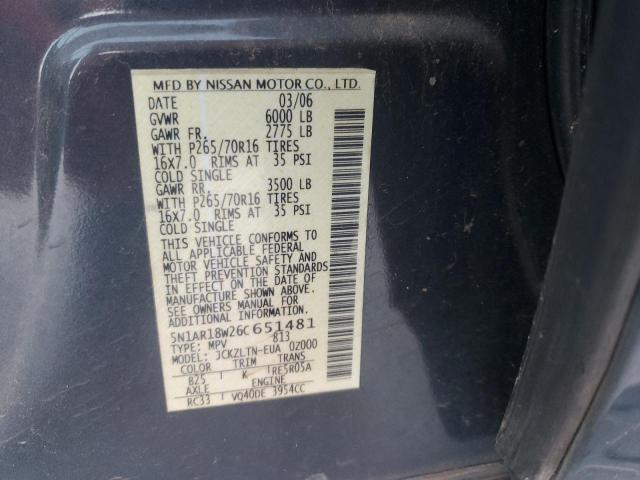 MFD BY NISSAN MOTOR CO., LTD.
DATE 03/06
GVWR 6000 LB
GAWR FR. 2775 LB
WITH P265/70R16 TIRES
16X7.0 RIMS AT 35 PSI
COLD SINGLE
GAWR RR. 3500 LB
WITH P265/70R16 TIRES
16X7.0 RIMS AT 35 PSI
COLD SINGLE
THIS VEHICLE CONFORMS TO
ALL APPLICABLE FEDERAL
MOTOR VEHICLE SAFETY AND
THEFT PREVENTION STANDARDS
IN EFFECT ON THE DATE OF
MANUFACTURE SHOWN ABOVE.
SEE OWNERS MANUAL FOR
ADDITIONAL INFORMATION.
5N1AR18W26C651481
TYPE: MPV 813
MODEL: JCKZLTN-EUA 0Z000
COLOR TRIM TRANS
B25 K RE5R05A
AXLE ENGINE
RC33 VQ40DE 3954CC